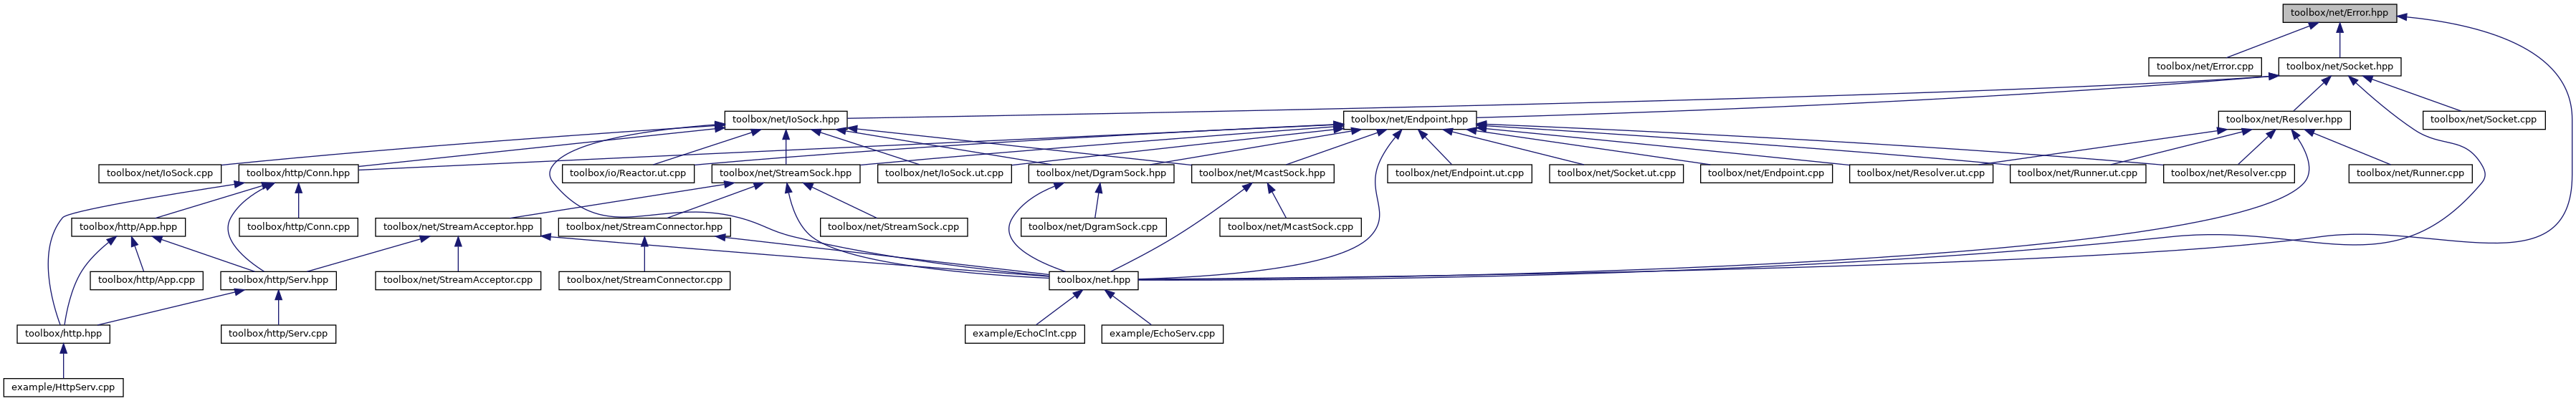 toolbox/net/Error.hpp
toolbox/net/Error.cpp
toolbox/net/Socket.hpp
toolbox/net/IoSock.hpp
toolbox/net/Endpoint.hpp
toolbox/net/Resolver.hpp
toolbox/net/Socket.cpp
toolbox/net/IoSock.cpp
toolbox/http/Conn.hpp
toolbox/io/Reactor.ut.cpp
toolbox/net/StreamSock.hpp
toolbox/net/IoSock.ut.cpp
toolbox/net/DgramSock.hpp
toolbox/net/McastSock.hpp
toolbox/net/Endpoint.ut.cpp
toolbox/net/Socket.ut.cpp
toolbox/net/Endpoint.cpp
toolbox/net/Resolver.ut.cpp
toolbox/net/Runner.ut.cpp
toolbox/net/Resolver.cpp
toolbox/net/Runner.cpp
toolbox/http/App.hpp
toolbox/http/Conn.cpp
toolbox/net/StreamAcceptor.hpp
toolbox/net/StreamConnector.hpp
toolbox/net/StreamSock.cpp
toolbox/net/DgramSock.cpp
toolbox/net/McastSock.cpp
toolbox/http/App.cpp
toolbox/http/Serv.hpp
toolbox/net/StreamAcceptor.cpp
toolbox/net/StreamConnector.cpp
toolbox/net.hpp
toolbox/http.hpp
toolbox/http/Serv.cpp
example/EchoClnt.cpp
example/EchoServ.cpp
example/HttpServ.cpp